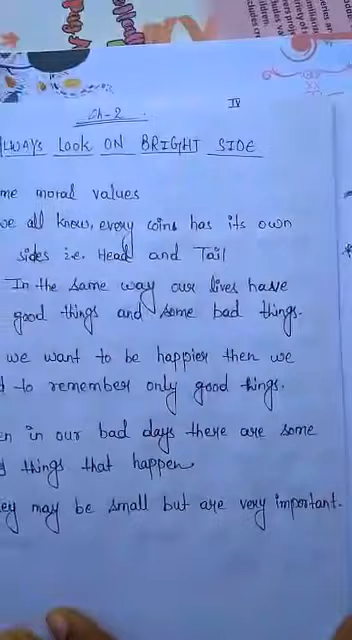 Ch-2
IV
LWAYS LOOK ON BRIGHT SIDE
me moral values
we all know, every coins has its own
sides i.e. Head and Tail
In the same way our lives have
good things and some bad things.
we want to be happier then we
d to remember only good things.
en in our bad days there are some
d things that happen.
ey may be small but are very important.